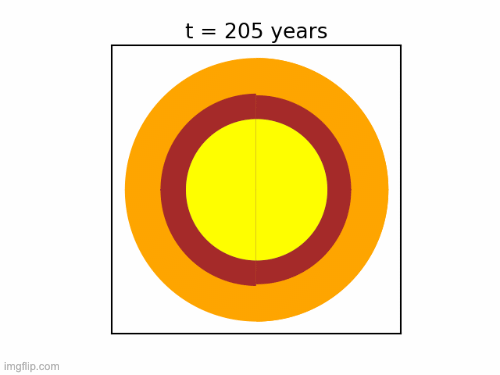 t = 205 years
imgflip.com